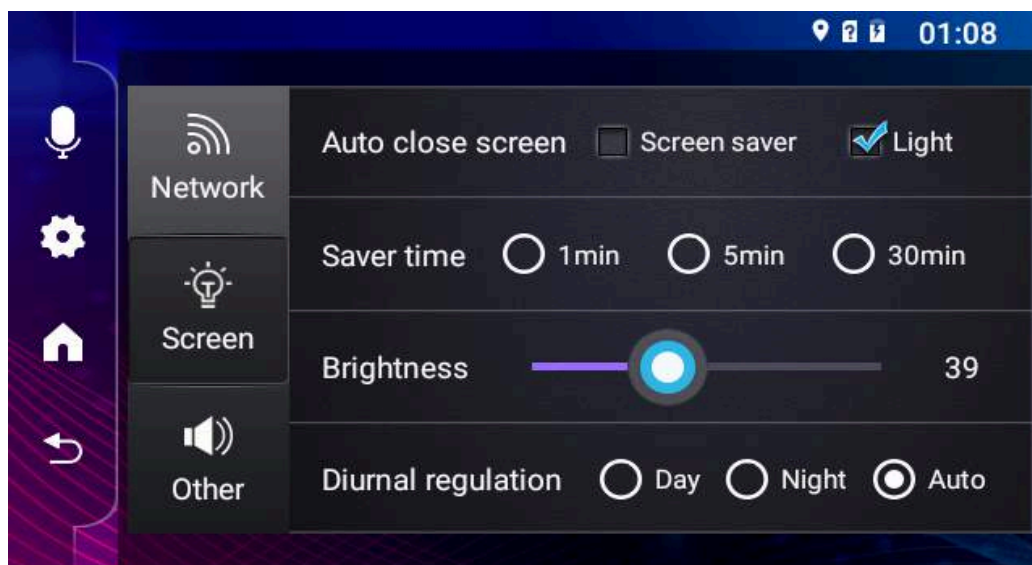 01:08
Network
Screen
Other
Auto close screen Screen saver Light
Saver time 1min 5min 30min
Brightness 39
Diurnal regulation Day Night Auto